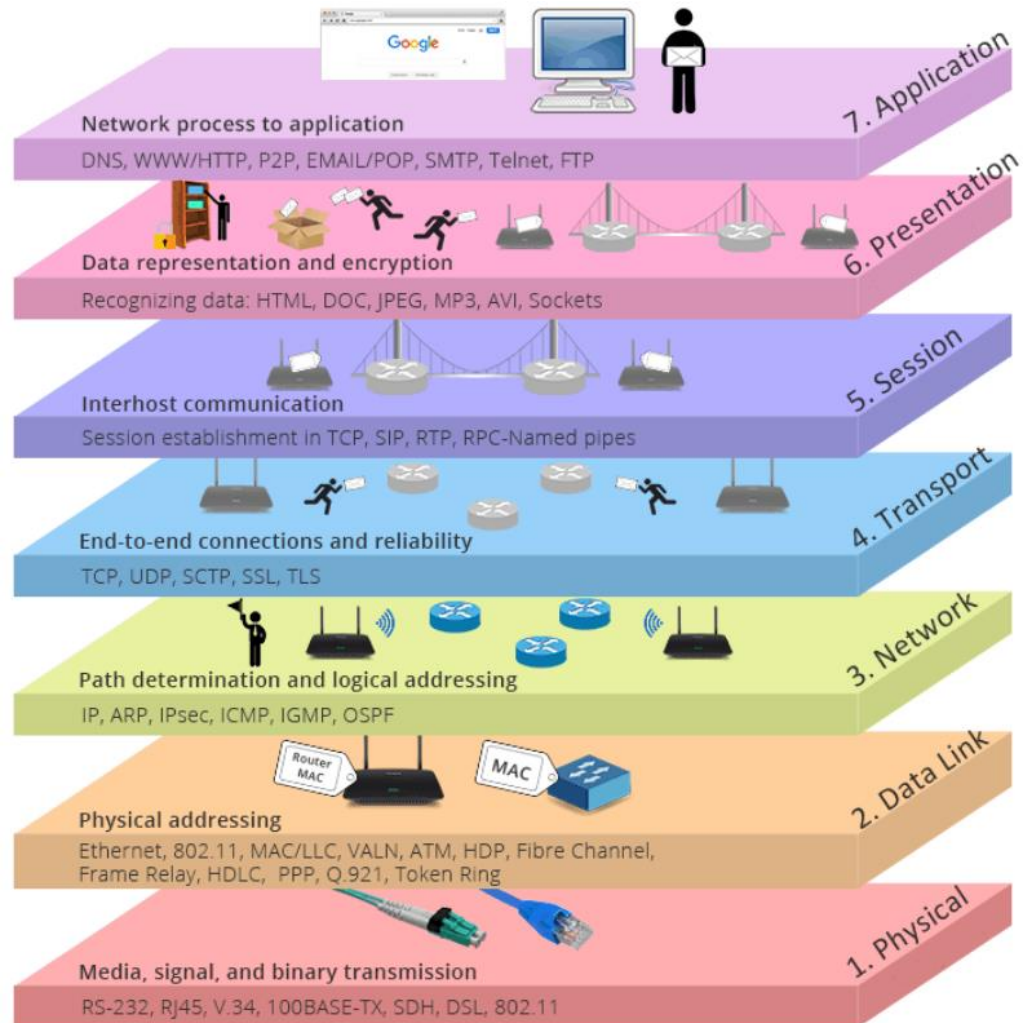 Google
7. Application
Network process to application
DNS, WWW/HTTP, P2P, EMAIL/POP, SMTP, Telnet, FTP
6. Presentation
Data representation and encryption
Recognizing data: HTML, DOC, JPEG, MP3, AVI, Sockets
5. Session
Interhost communication
Session establishment in TCP, SIP, RTP, RPC-Named pipes
4. Transport
End-to-end connections and reliability
TCP, UDP, SCTP, SSL, TLS
3. Network
Path determination and logical addressing
IP, ARP, IPsec, ICMP, IGMP, OSPF
2. Data Link
Router
MAC
MAC
Physical addressing
Ethernet, 802.11, MAC/LLC, VALN, ATM, HDP, Fibre Channel,
Frame Relay, HDLC, PPP, Q.921, Token Ring
1. Physical
Media, signal, and binary transmission
RS-232, RJ45, V.34, 100BASE-TX, SDH, DSL, 802.11